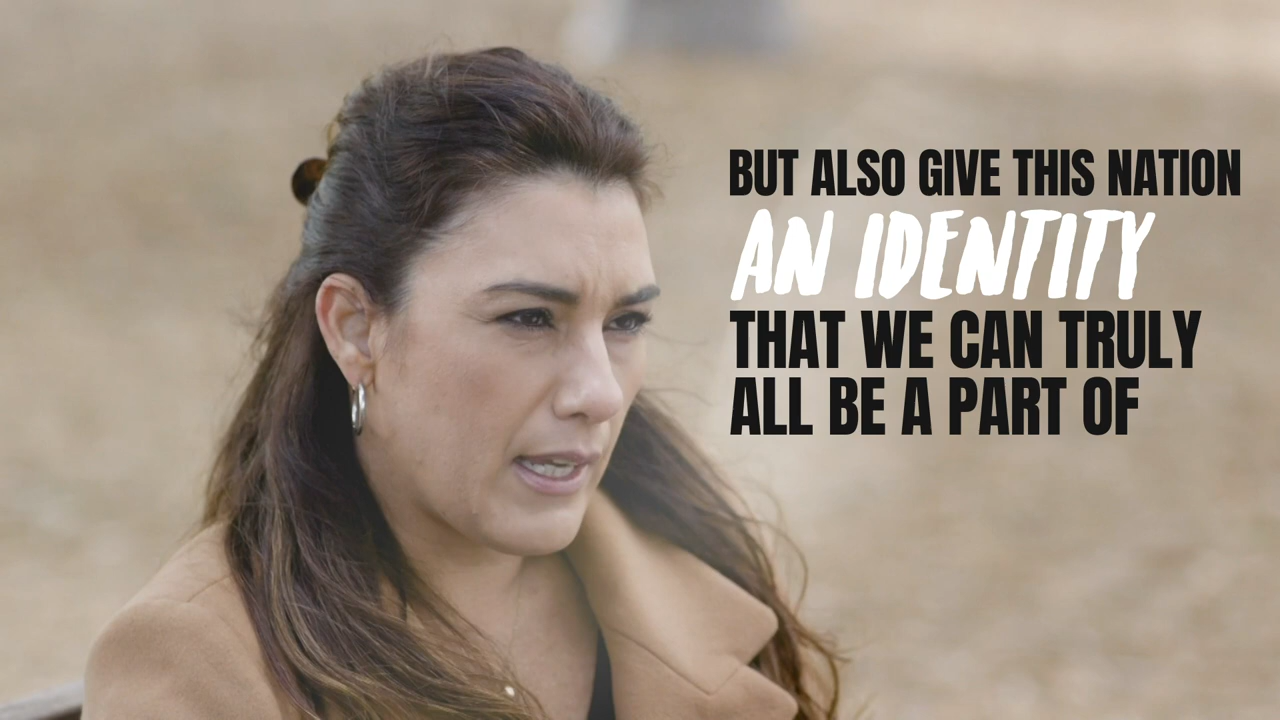 BUT ALSO GIVE THIS NATION
AN IDENTITY
THAT WE CAN TRULY
ALL BE A PART OF